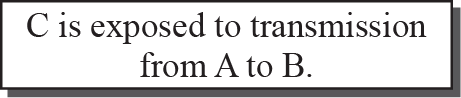 C is exposed to transmission
from A to B.